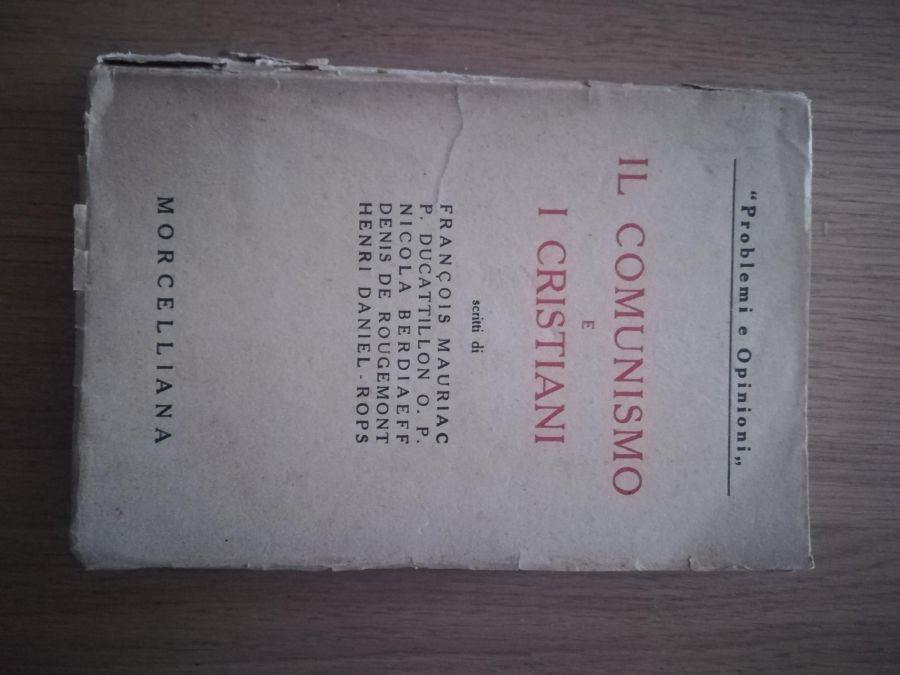 “Problemi e Opinioni„
IL COMUNISMO
E
I CRISTIANI
scritti di
FRANÇOIS MAURIAC
P. DUCATTILLON O. P.
NICOLA BERDIAEFF
DENIS DE ROUGEMONT
HENRI DANIEL-ROPS
MORCELLIANA